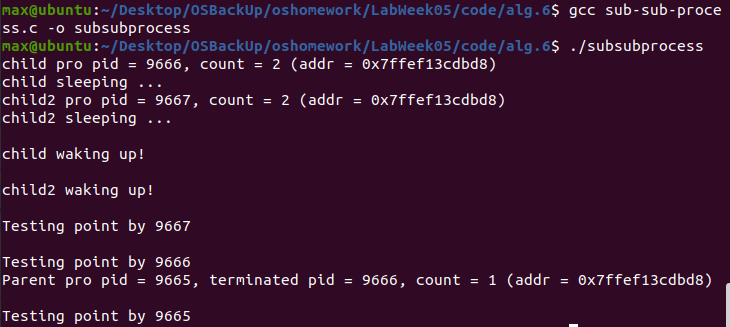 max@ubuntu:~/Desktop/OSBackUp/oshomework/LabWeek05/code/alg.6$ gcc sub-sub-proce
ss.c -o subsubprocess
max@ubuntu:~/Desktop/OSBackUp/oshomework/LabWeek05/code/alg.6$ ./subsubprocess
child pro pid = 9666, count = 2 (addr = 0x7ffef13cdbd8)
child sleeping ...
child2 pro pid = 9667, count = 2 (addr = 0x7ffef13cdbd8)
child2 sleeping ...
child waking up!
child2 waking up!
Testing point by 9667
Testing point by 9666
Parent pro pid = 9665, terminated pid = 9666, count = 1 (addr = 0x7ffef13cdbd8)
Testing point by 9665